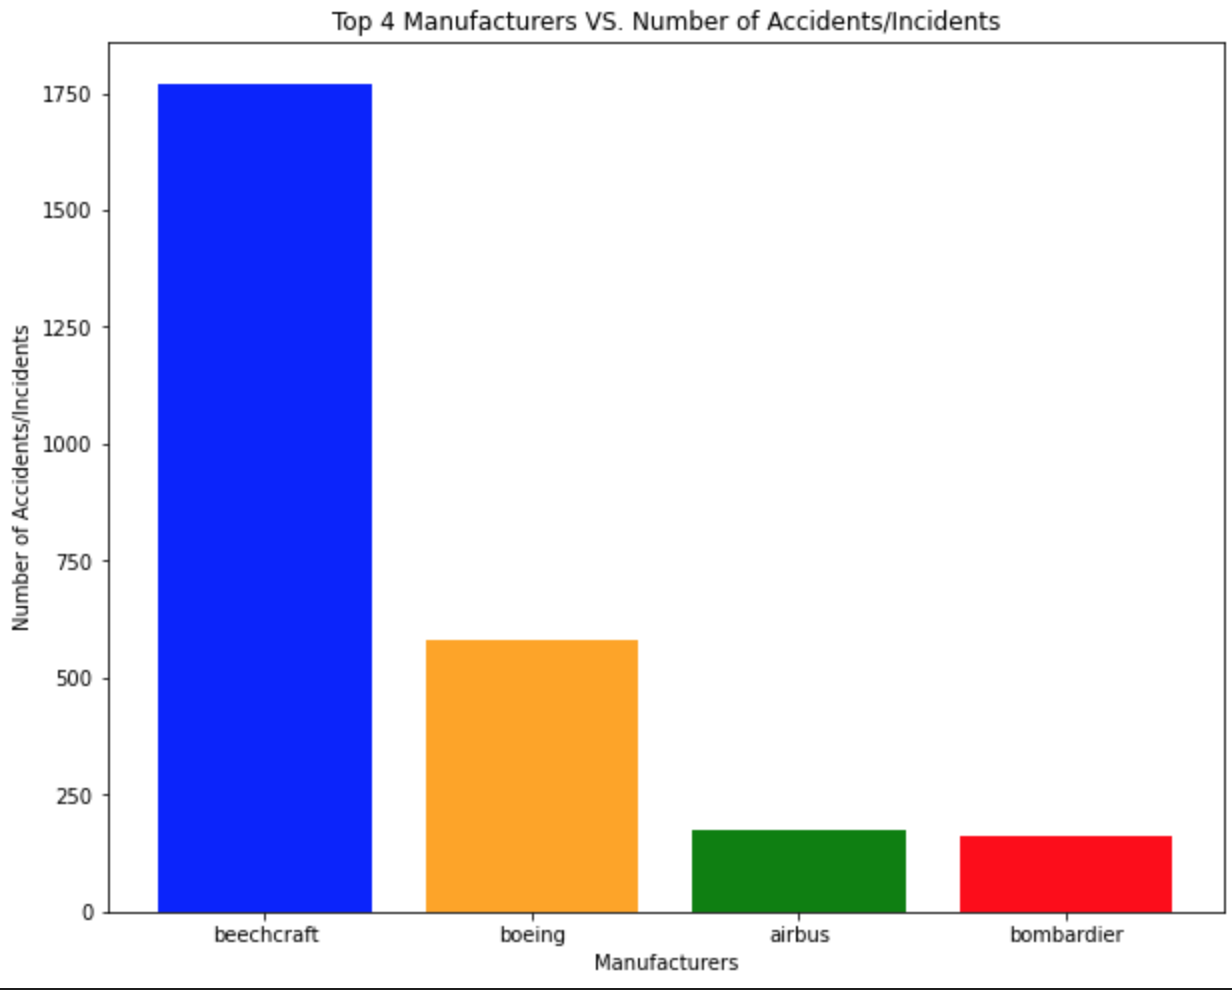 Top 4 Manufacturers VS. Number of Accidents/Incidents
Number of Accidents/Incidents
1750
1500
1250
1000
750
500
250
0
beechcraft boeing airbus bombardier
Manufacturers